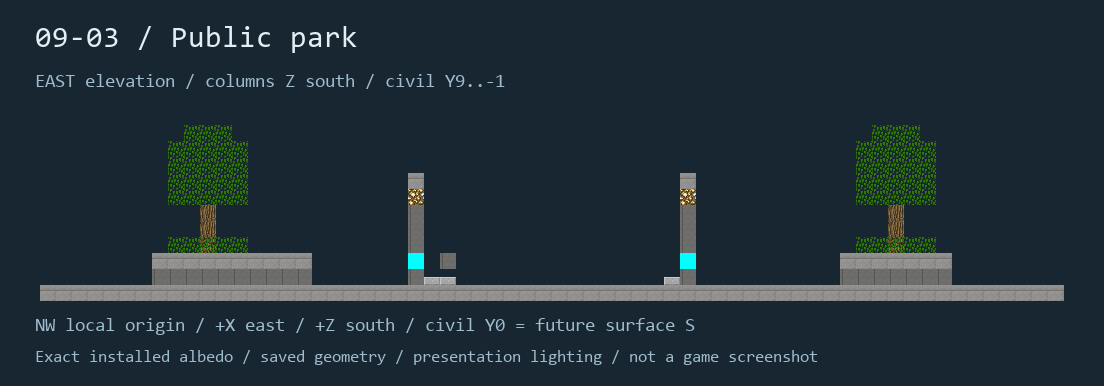 09-03 / Public park
EAST elevation / columns Z south / civil Y9..-1
NW local origin / +X east / +Z south / civil Y0 = future surface S
Exact installed albedo / saved geometry / presentation lighting / not a game screenshot